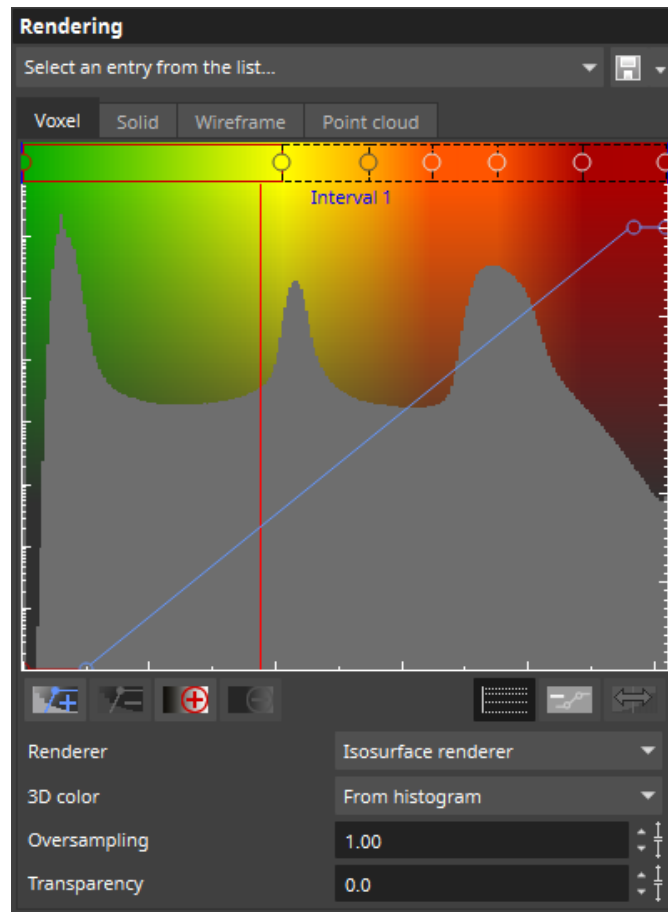 Rendering
Select an entry from the list...
Voxel Solid Wireframe Point cloud
Interval 1
Renderer Isosurface renderer
3D color From histogram
Oversampling 1.00
Transparency 0.0